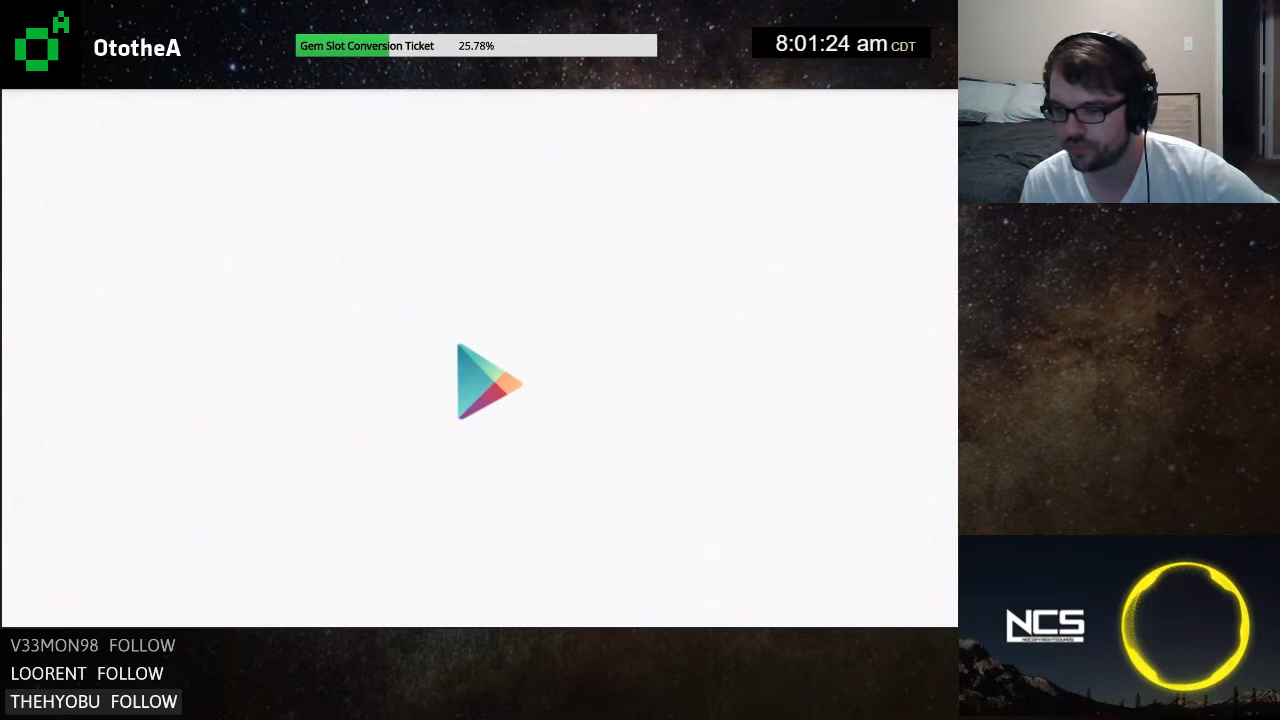 OtotheA
Gem Slot Conversion Ticket 25.78%
8:01:24 am CDT
V33MON98 FOLLOW
LOORENT FOLLOW
THEHYOBU FOLLOW
NCS
NOCOPYRIGHTSOUNDS